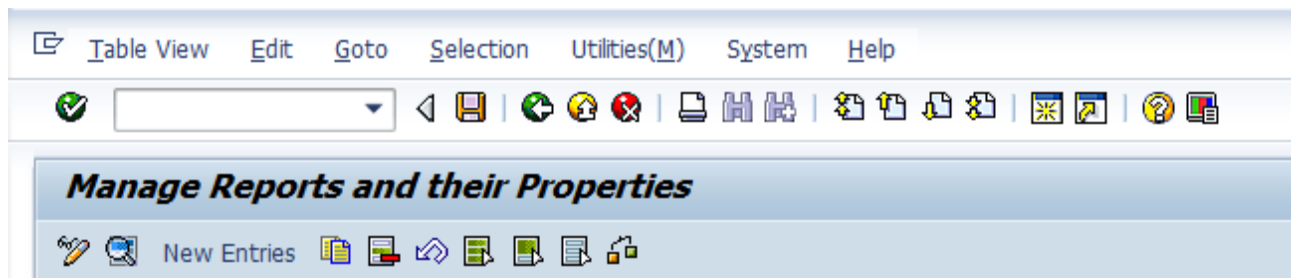 Table View Edit Goto Selection Utilities(M) System Help
Manage Reports and their Properties
New Entries